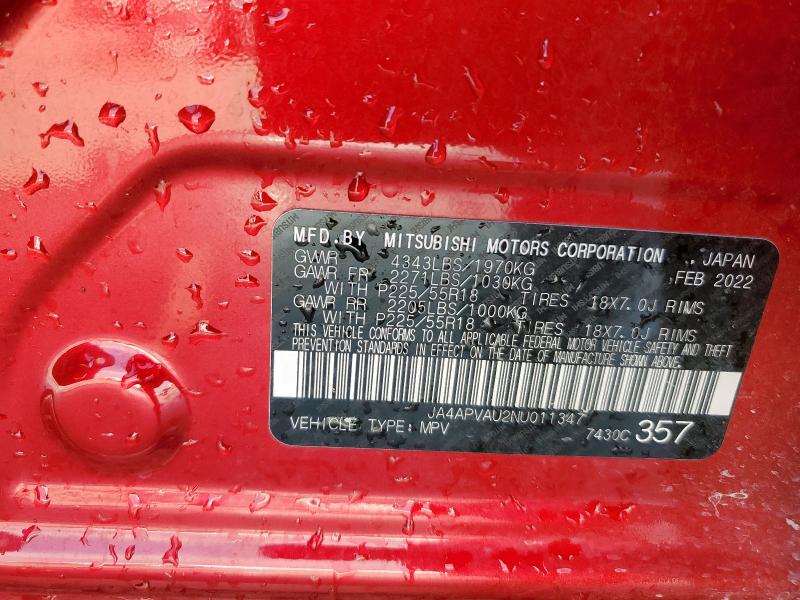 MFD. BY MITSUBISHI MOTORS CORPORATION , JAPAN
GVWR 4343LBS/1970KG FEB 2022
GAWR FR 2271LBS/1030KG
WITH P225/55R18 TIRES 18X7.0J RIMS
GAWR RR 2205LBS/1000KG
WITH P225/55R18 TIRES 18X7.0J RIMS
THIS VEHICLE CONFORMS TO ALL APPLICABLE FEDERAL MOTOR VEHICLE SAFETY AND THEFT
PREVENTION STANDARDS IN EFFECT ON THE DATE OF MANUFACTURE SHOWN ABOVE.
JA4APVAU2NU011347
VEHICLE TYPE: MPV 7430C 357